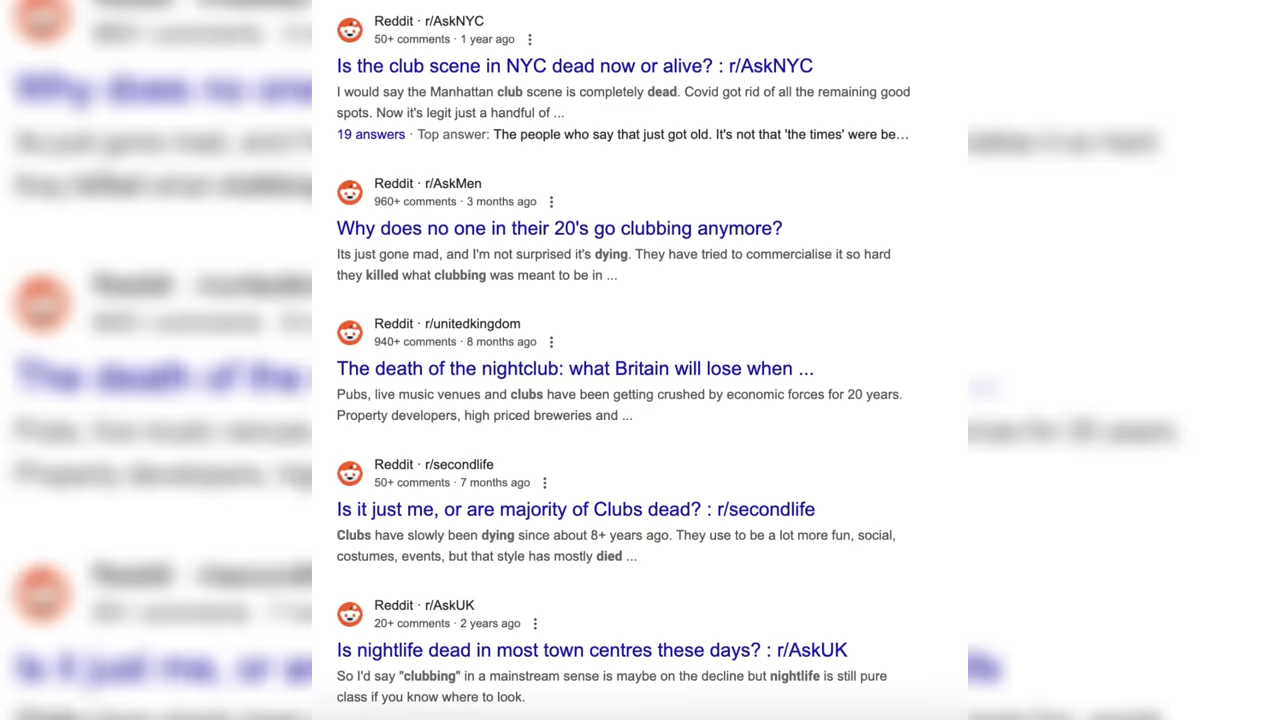 Reddit · r/AskNYC
50+ comments · 1 year ago
Is the club scene in NYC dead now or alive? : r/AskNYC
I would say the Manhattan club scene is completely dead. Covid got rid of all the remaining good
spots. Now it's legit just a handful of ...
19 answers · Top answer: The people who say that just got old. It's not that 'the times' were be…
Reddit · r/AskMen
960+ comments · 3 months ago
Why does no one in their 20's go clubbing anymore?
Its just gone mad, and I'm not surprised it's dying. They have tried to commercialise it so hard
they killed what clubbing was meant to be in ...
Reddit · r/unitedkingdom
940+ comments · 8 months ago
The death of the nightclub: what Britain will lose when ...
Pubs, live music venues and clubs have been getting crushed by economic forces for 20 years.
Property developers, high priced breweries and ...
Reddit · r/secondlife
50+ comments · 7 months ago
Is it just me, or are majority of Clubs dead? : r/secondlife
Clubs have slowly been dying since about 8+ years ago. They use to be a lot more fun, social,
costumes, events, but that style has mostly died ...
Reddit · r/AskUK
20+ comments · 2 years ago
Is nightlife dead in most town centres these days? : r/AskUK
So I'd say "clubbing" in a mainstream sense is maybe on the decline but nightlife is still pure
class if you know where to look.